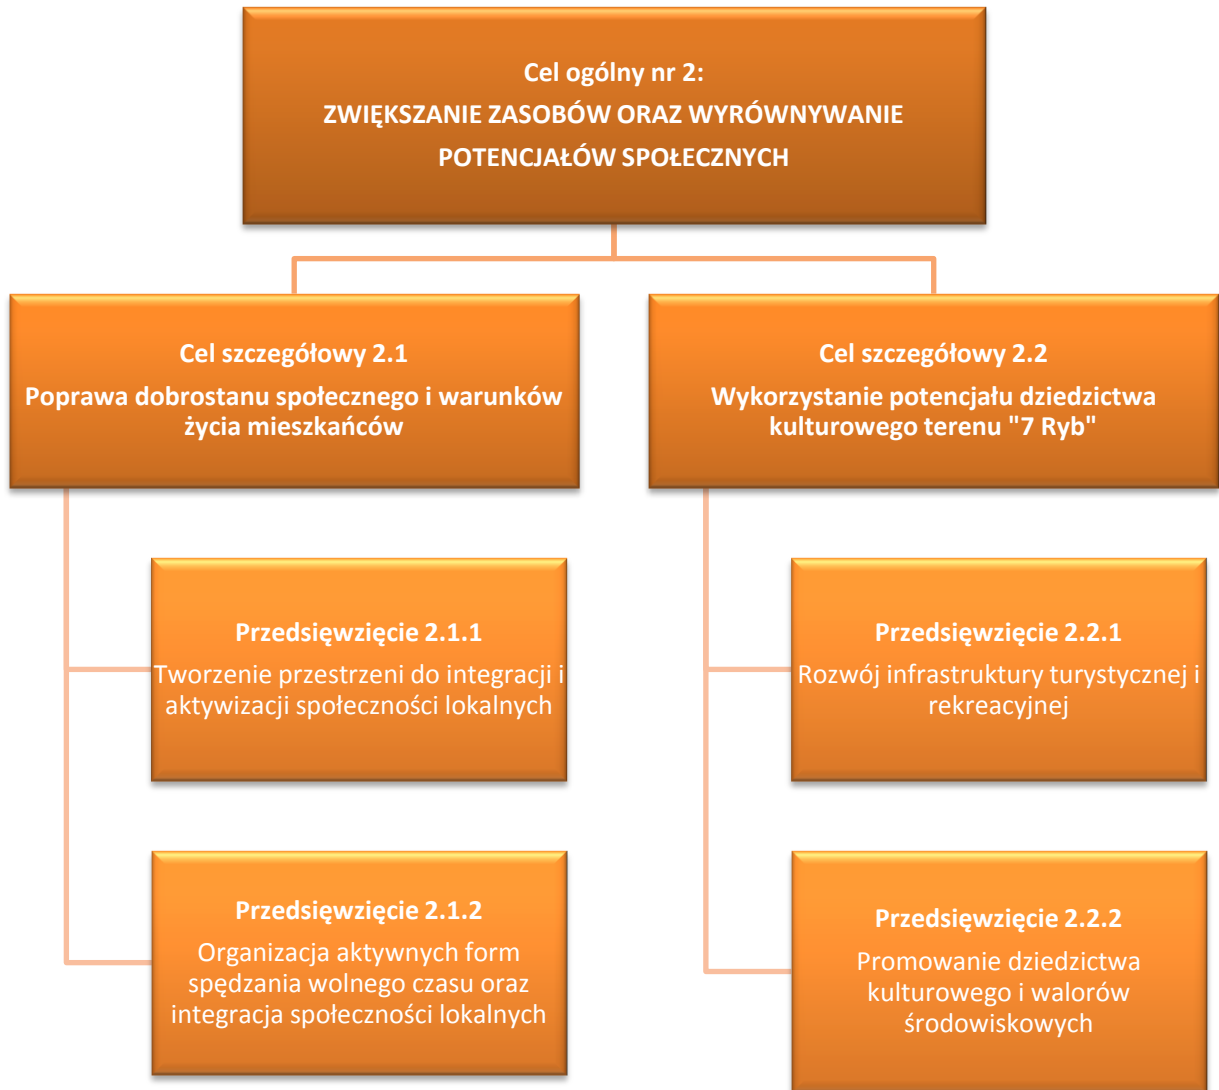 Cel ogólny nr 2:
ZWIĘKSZANIE ZASOBÓW ORAZ WYRÓWNYWANIE
POTENCJAŁÓW SPOŁECZNYCH
Cel szczegółowy 2.1
Poprawa dobrostanu społecznego i warunków
życia mieszkańców
Przedsięwzięcie 2.1.1
Tworzenie przestrzeni do integracji i
aktywizacji społeczności lokalnych
Przedsięwzięcie 2.1.2
Organizacja aktywnych form
spędzania wolnego czasu oraz
integracja społeczności lokalnych
Cel szczegółowy 2.2
Wykorzystanie potencjału dziedzictwa
kulturowego terenu "7 Ryb"
Przedsięwzięcie 2.2.1
Rozwój infrastruktury turystycznej i
rekreacyjnej
Przedsięwzięcie 2.2.2
Promowanie dziedzictwa
kulturowego i walorów
środowiskowych